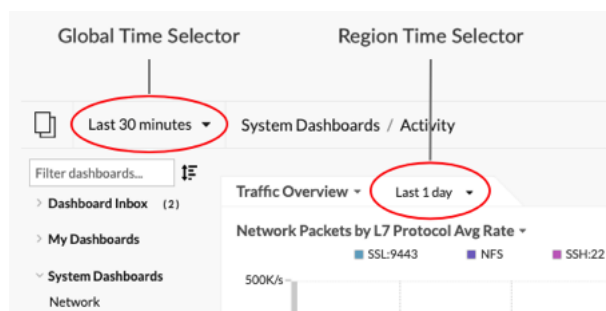 Global Time Selector
Region Time Selector
Last 30 minutes
System Dashboards / Activity
Filter dashboards...
Dashboard Inbox (2)
My Dashboards
System Dashboards
Network
Traffic Overview
Last 1 day
Network Packets by L7 Protocol Avg Rate
SSL:9443
NFS
SSH:22
500K/s